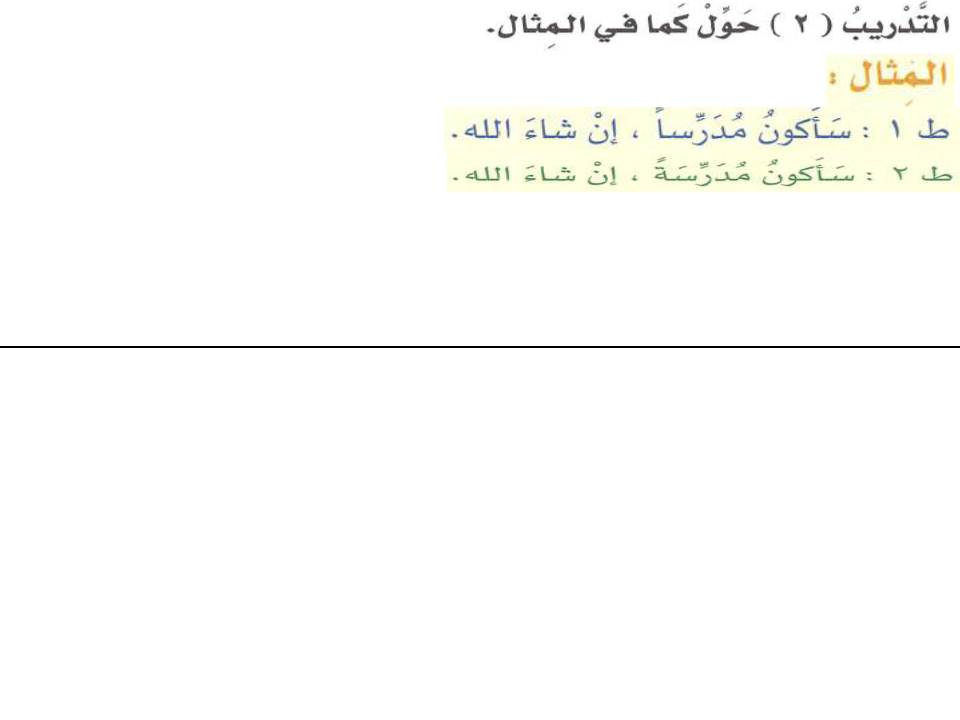 التَّدْريبُ ( ٢ ) حَوِّلْ كَما في المِثال.
المِثال :
ط ١ : سَأَكونُ مُدَرِّساً ، إنْ شاءَ الله.
ط ٢ : سَأَكونُ مُدَرِّسَةً ، إنْ شاءَ الله.